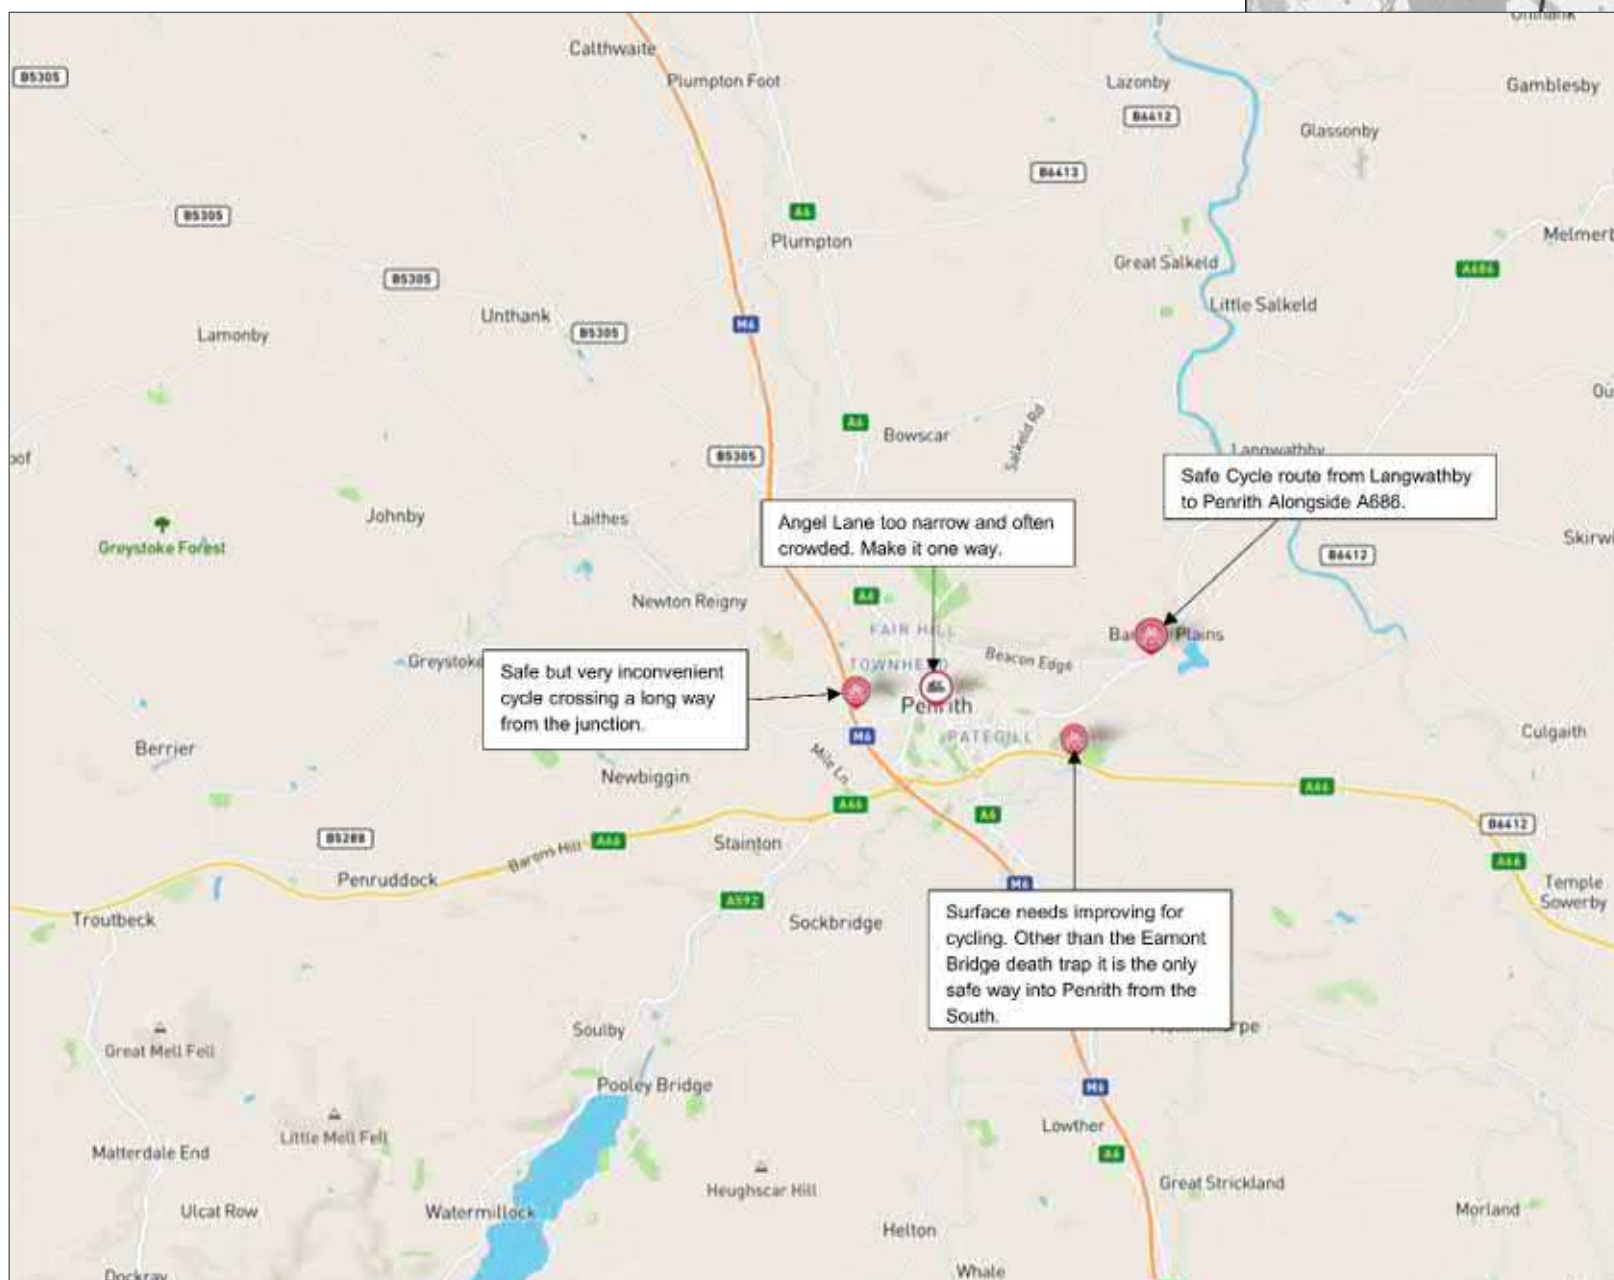 Calthwaite
B5305
Plumpton Foot
Lazonby
Gamblesby
B6412
Glassonby
B6413
B5305
A6
Plumpton
Melmerb
Great Salkeld
A686
B5305
Little Salkeld
Unthank
M6
B5305
Lamonby
Ou
A6
Bowscar
Salkeld Rd
Langwathby
B5305
oof
Safe Cycle route from Langwathby
to Penrith Alongside A686.
Johnby
Laithes
Angel Lane too narrow and often
crowded. Make it one way.
Greystoke Forest
Skirwi
B6412
Newton Reigny
A6
FAIR HILL
Plains
Greystoke
TOWNHEAD
Beacon Edge
Safe but very inconvenient
cycle crossing a long way
from the junction.
Penrith
M6
PATEGILL
Culgaith
Berrier
Mile Ln
Newbiggin
A66
A66
A6
B6412
B5288
A66
Barons Hill
Stainton
A66
Penruddock
M6
Temple
Sowerby
A592
Troutbeck
Sockbridge
Surface needs improving for
cycling. Other than the Eamont
Bridge death trap it is the only
safe way into Penrith from the
South.
Soulby
Great Mell Fell
Pooley Bridge
M6
Lowther
Little Mell Fell
Matterdale End
A6
Heughscar Hill
Great Strickland
Ulcat Row
Watermillock
Morland
Helton
Whale
Dockray